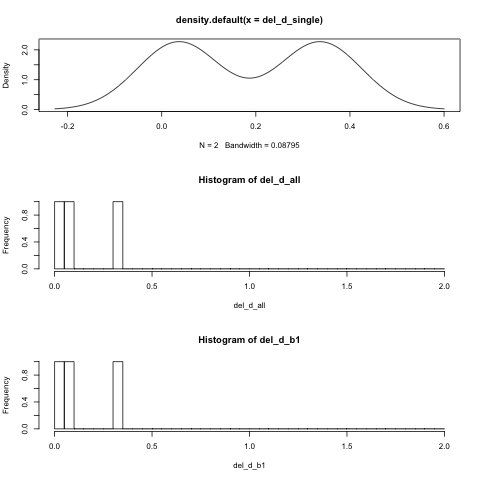 density.default(x = del_d_single)
Density
0.0 1.0 2.0
-0.2 0.0 0.2 0.4 0.6
N = 2 Bandwidth = 0.08795
Histogram of del_d_all
Frequency
0.0 0.4 0.8
0.0 0.5 1.0 1.5 2.0
del_d_all
Histogram of del_d_b1
Frequency
0.0 0.4 0.8
0.0 0.5 1.0 1.5 2.0
del_d_b1